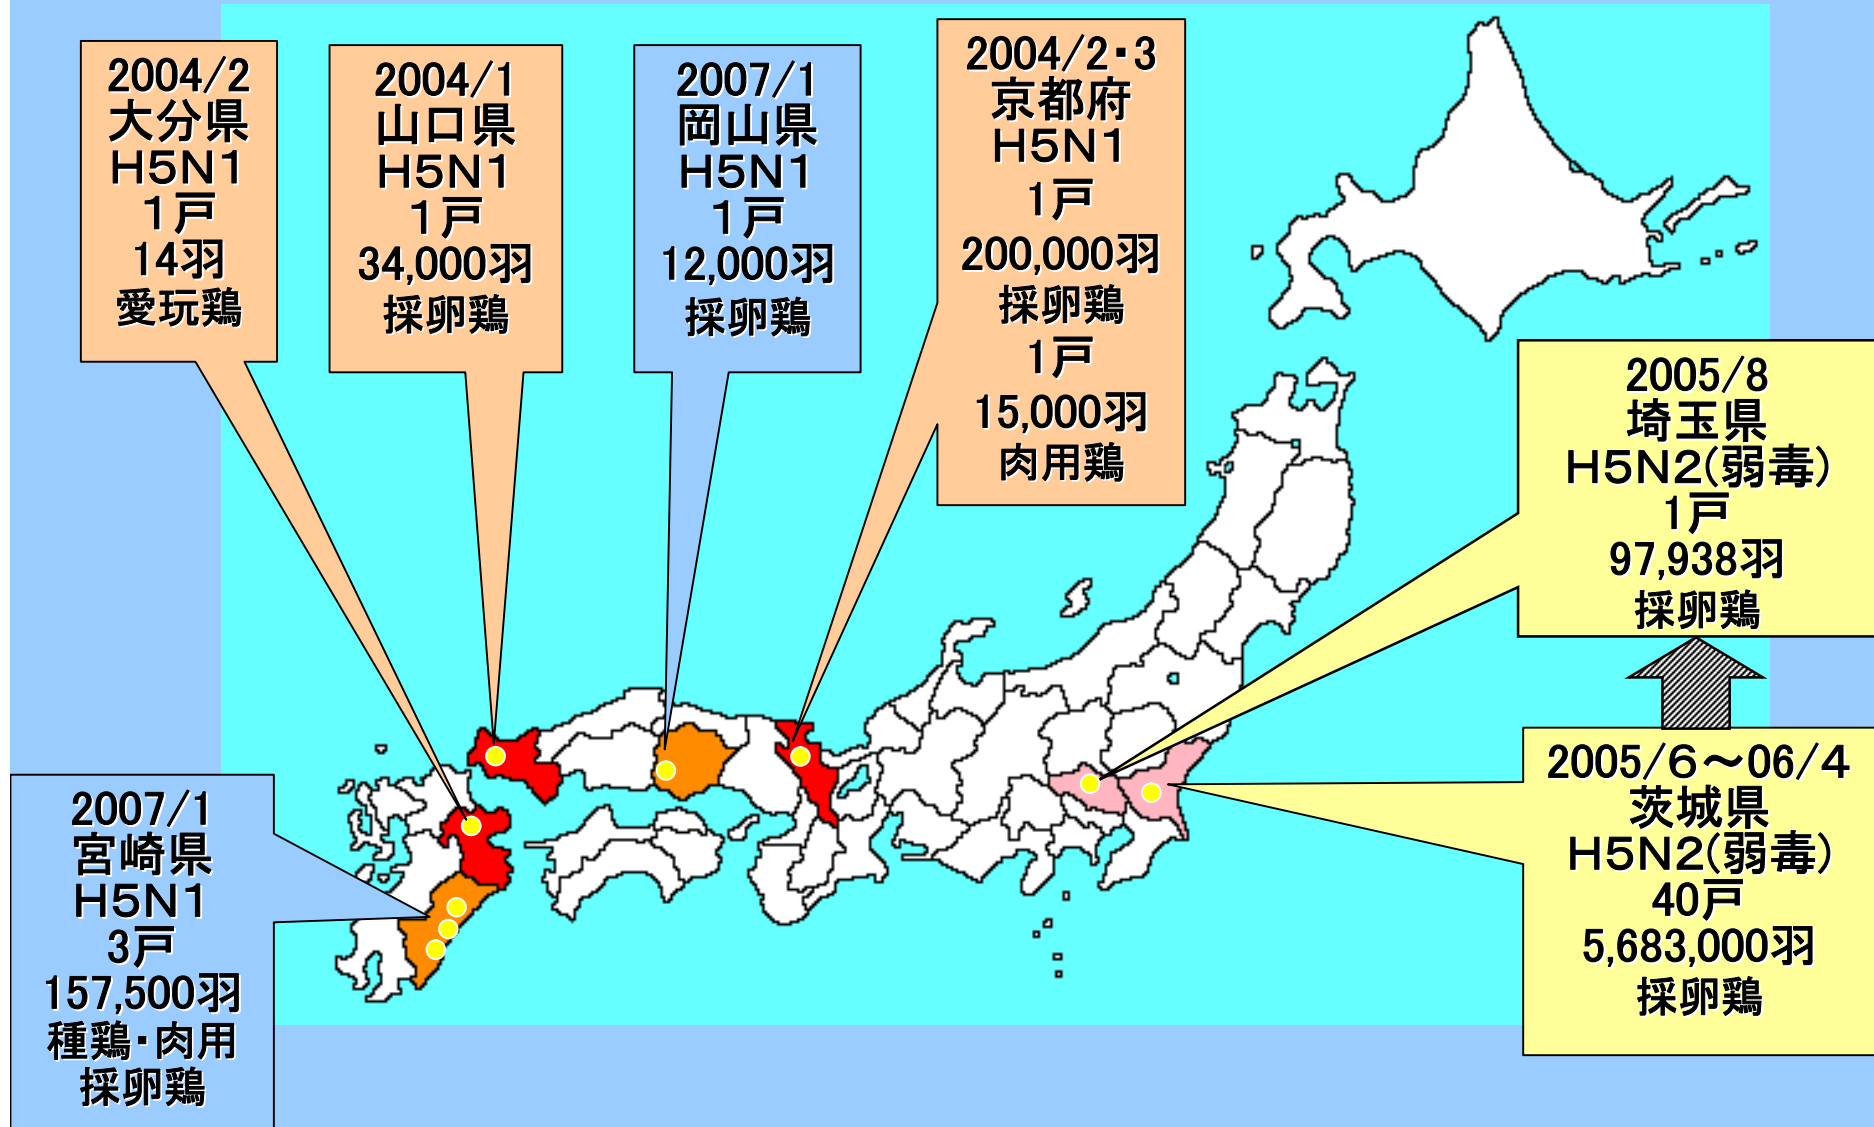 2004/2
大分県
H5N1
1戸
14羽
愛玩鶏
2004/1
山口県
H5N1
1戸
34,000羽
採卵鶏
2007/1
岡山県
H5N1
1戸
12,000羽
採卵鶏
2004/2・3
京都府
H5N1
1戸
200,000羽
採卵鶏
1戸
15,000羽
肉用鶏
2005/8
埼玉県
H5N2(弱毒)
1戸
97,938羽
採卵鶏
2005/6～06/4
茨城県
H5N2(弱毒)
40戸
5,683,000羽
採卵鶏
2007/1
宮崎県
H5N1
3戸
157,500羽
種鶏・肉用
採卵鶏